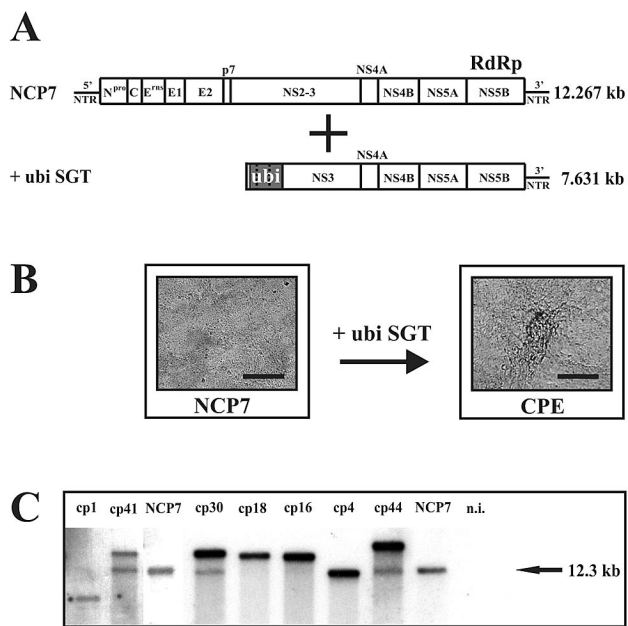 A
RdRp
p7 NS4A
NCP7 5' NTR Npro C Erns E1 E2 NS2-3 NS4B NS5A NS5B 3' NTR 12.267 kb
+
NS4A
+ ubi SGT ubi NS3 NS4B NS5A NS5B 3' NTR 7.631 kb
B
+ ubi SGT
NCP7 CPE
C
cp1 cp41 NCP7 cp30 cp18 cp16 cp4 cp44 NCP7 n.i.
12.3 kb